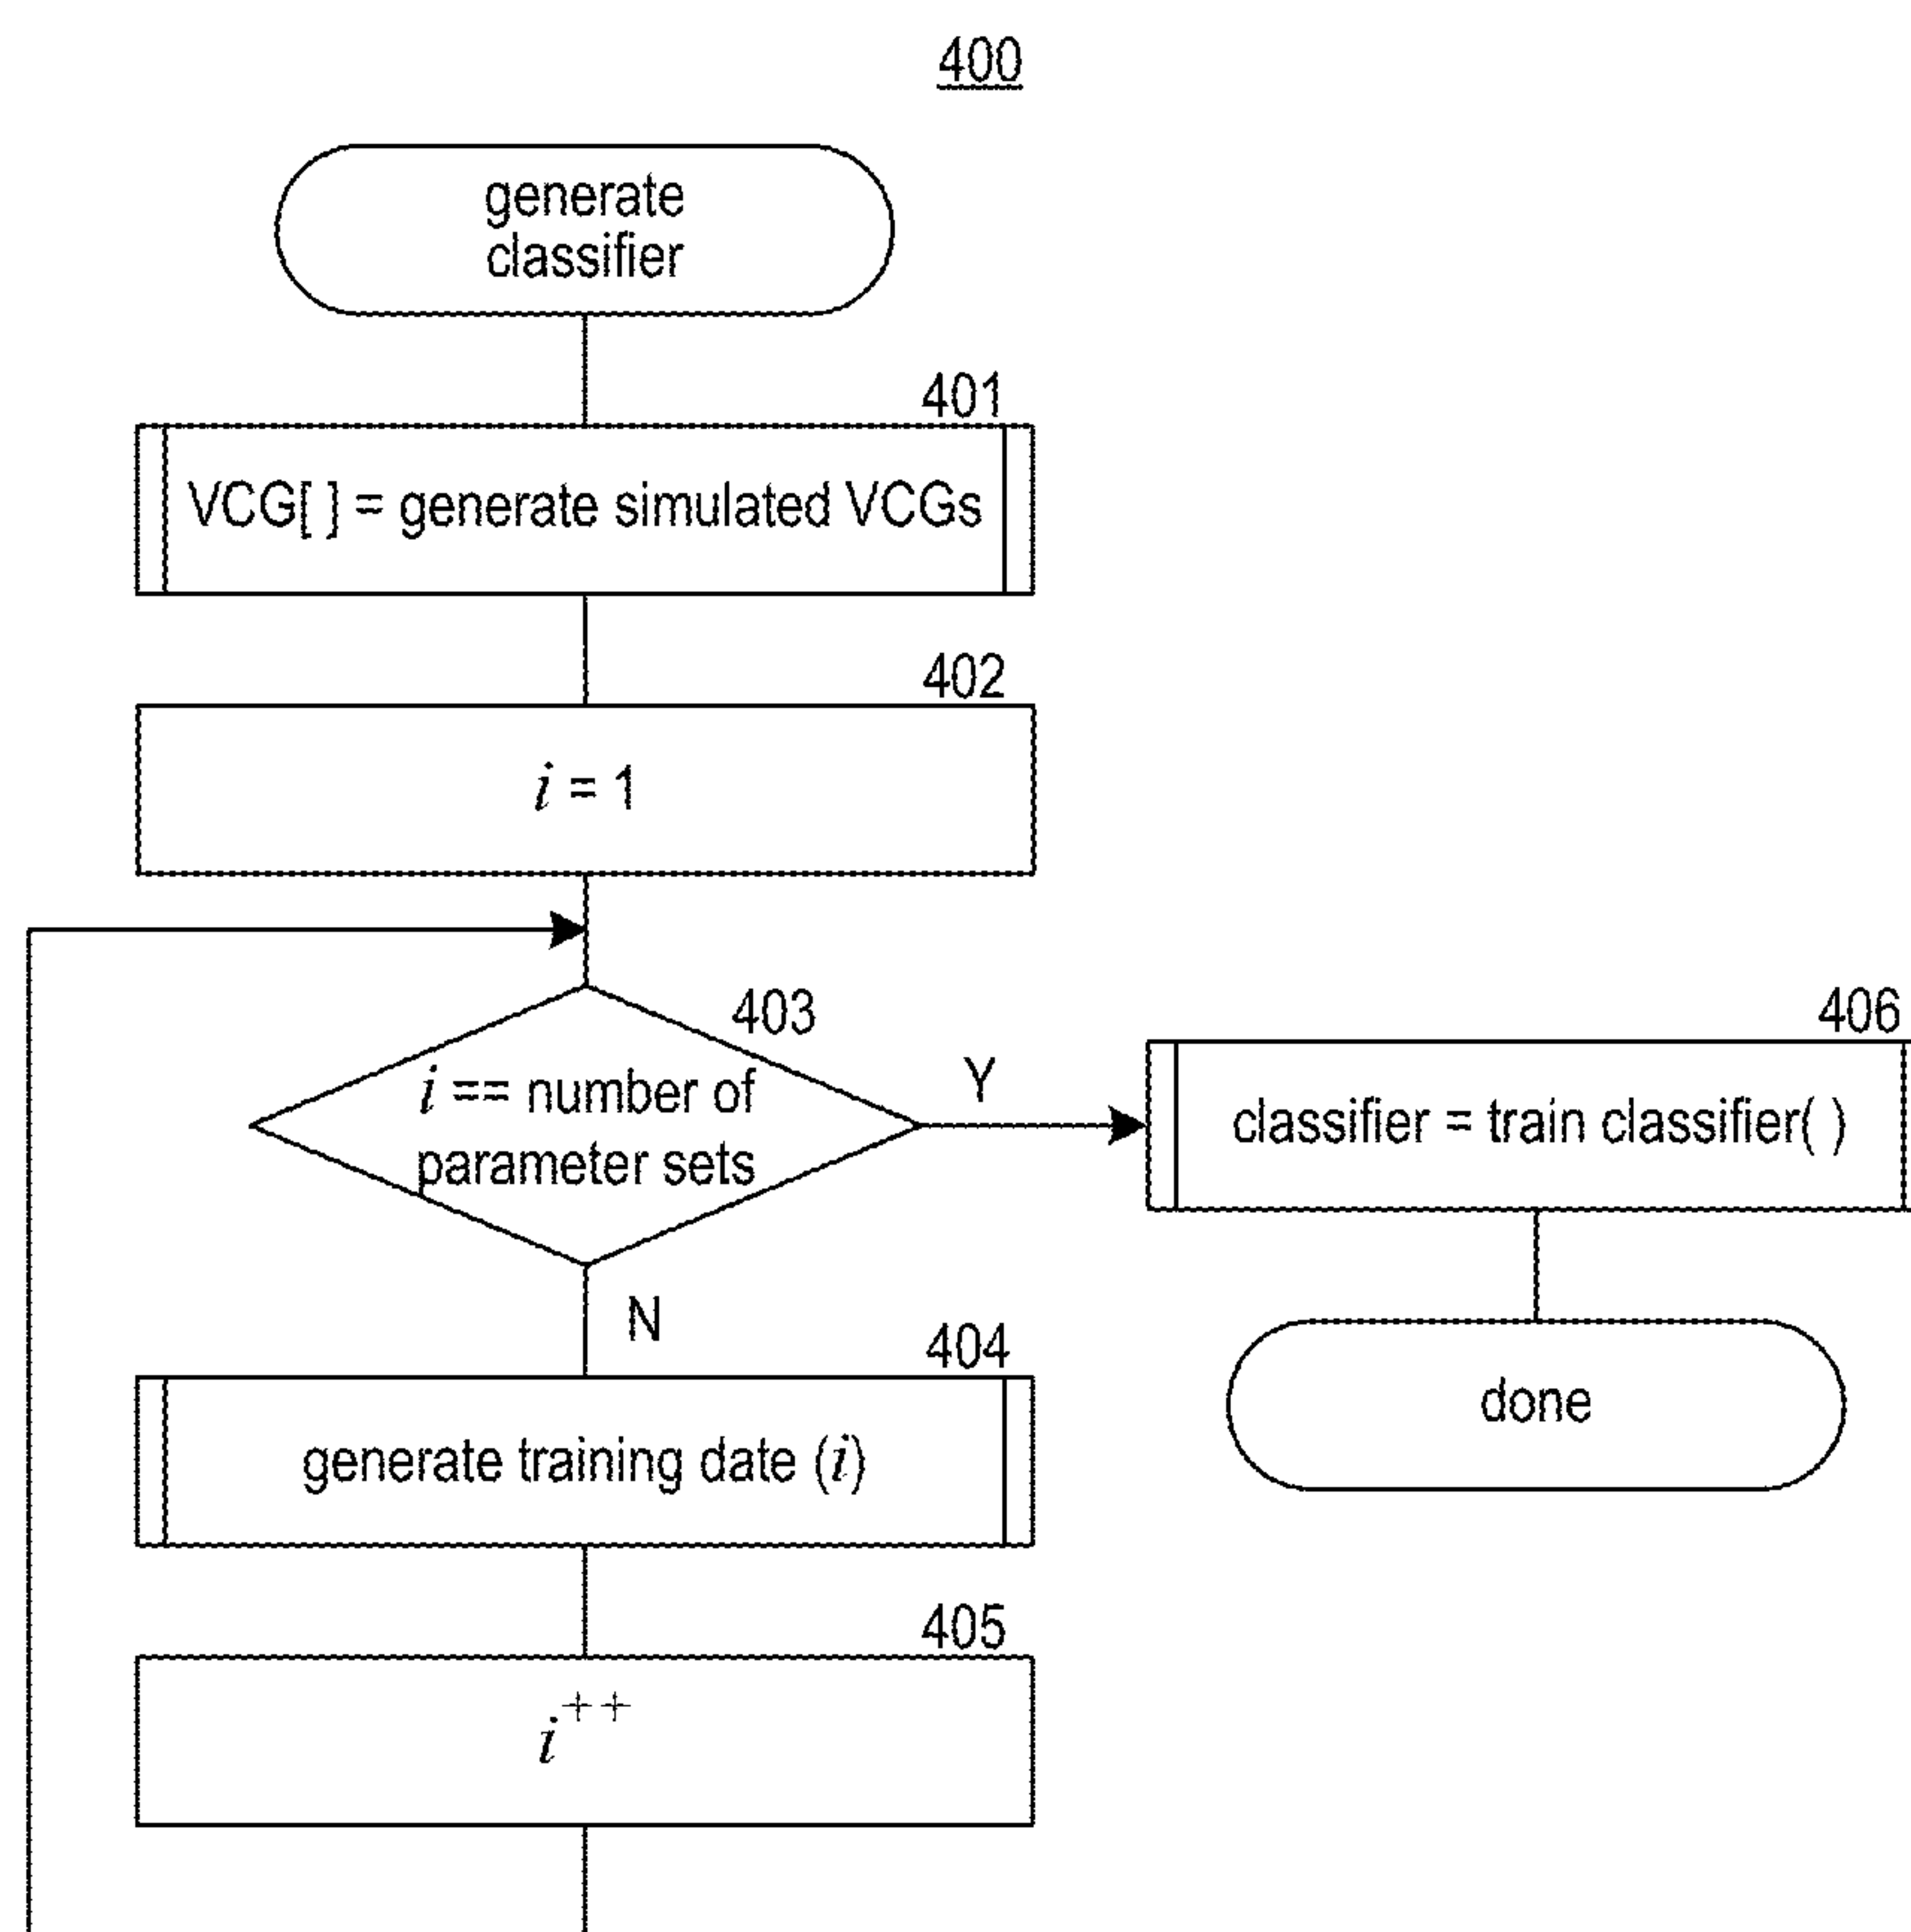 400
generate
classifier
401
VCG[ ] = generate simulated VCGs
402
i = 1
403
i == number of
parameter sets
Y
406
classifier = train classifier( )
N
404
generate training date (i)
done
405
i++